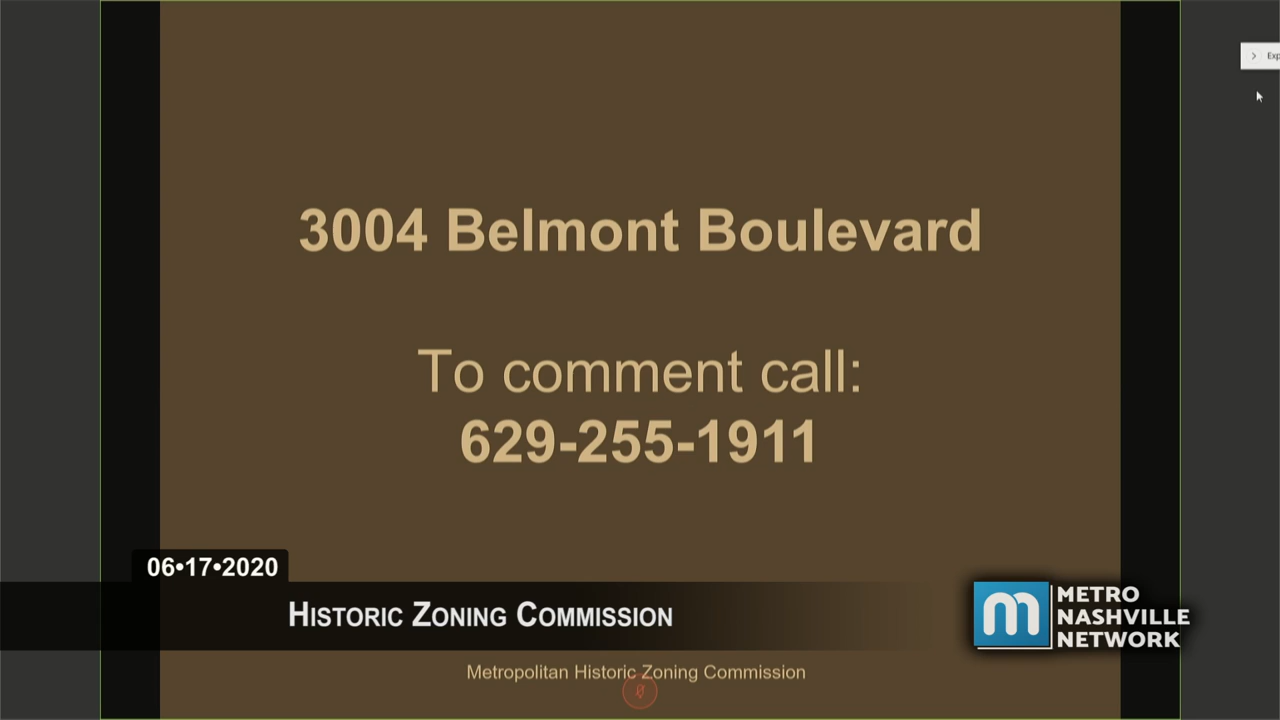 Exp
3004 Belmont Boulevard
To comment call:
629-255-1911
06•17•2020
HISTORIC ZONING COMMISSION
METRO
NASHVILLE
NETWORK
Metropolitan Historic Zoning Commission